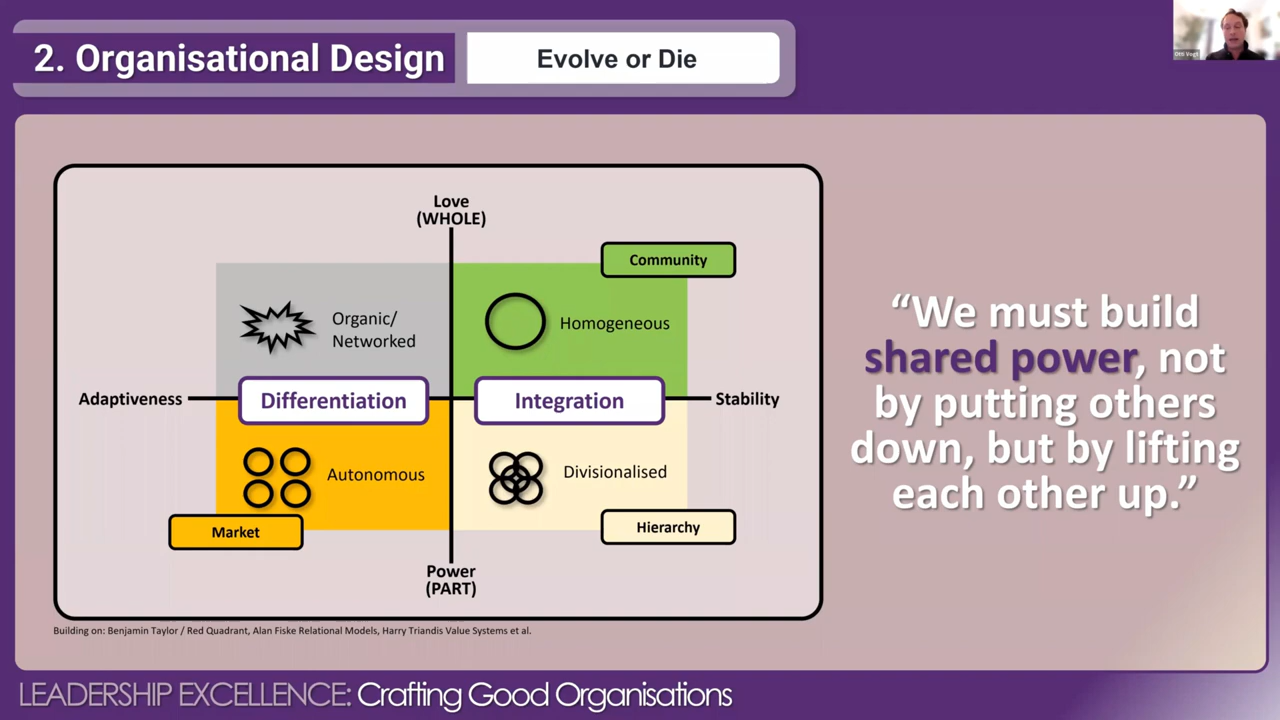 2. Organisational Design
Evolve or Die
Otti Vogt
Love
(WHOLE)
Community
Organic/
Networked
Homogeneous
Adaptiveness
Differentiation
Integration
Stability
Autonomous
Divisionalised
Market
Hierarchy
Power
(PART)
“We must build
shared power, not
by putting others
down, but by lifting
each other up.”
Building on: Benjamin Taylor / Red Quadrant, Alan Fiske Relational Models, Harry Triandis Value Systems et al.
LEADERSHIP EXCELLENCE: Crafting Good Organisations